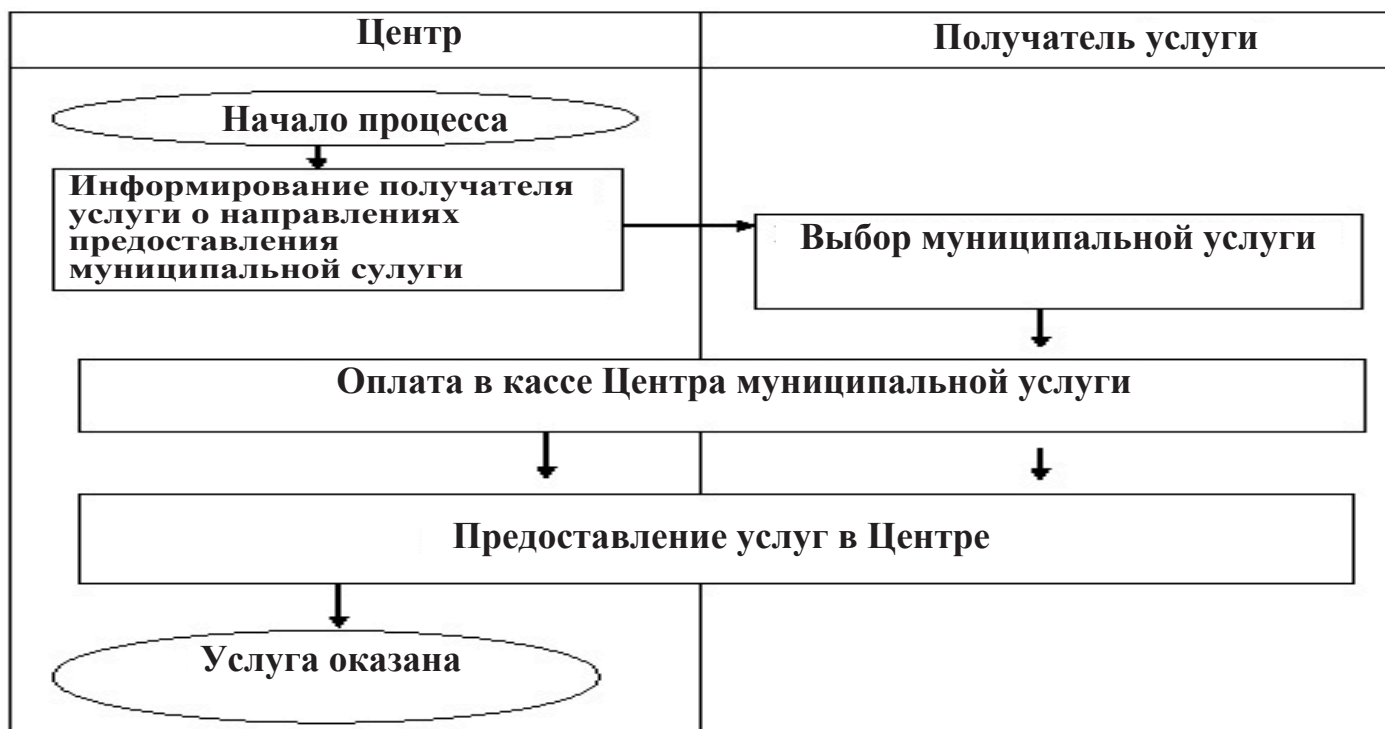 Центр
Получатель услуги
Начало процесса
Информирование получателя
услуги о направлениях
предоставления
муниципальной сулуги
Выбор муниципальной услуги
Оплата в кассе Центра муниципальной услуги
Предоставление услуг в Центре
Услуга оказана